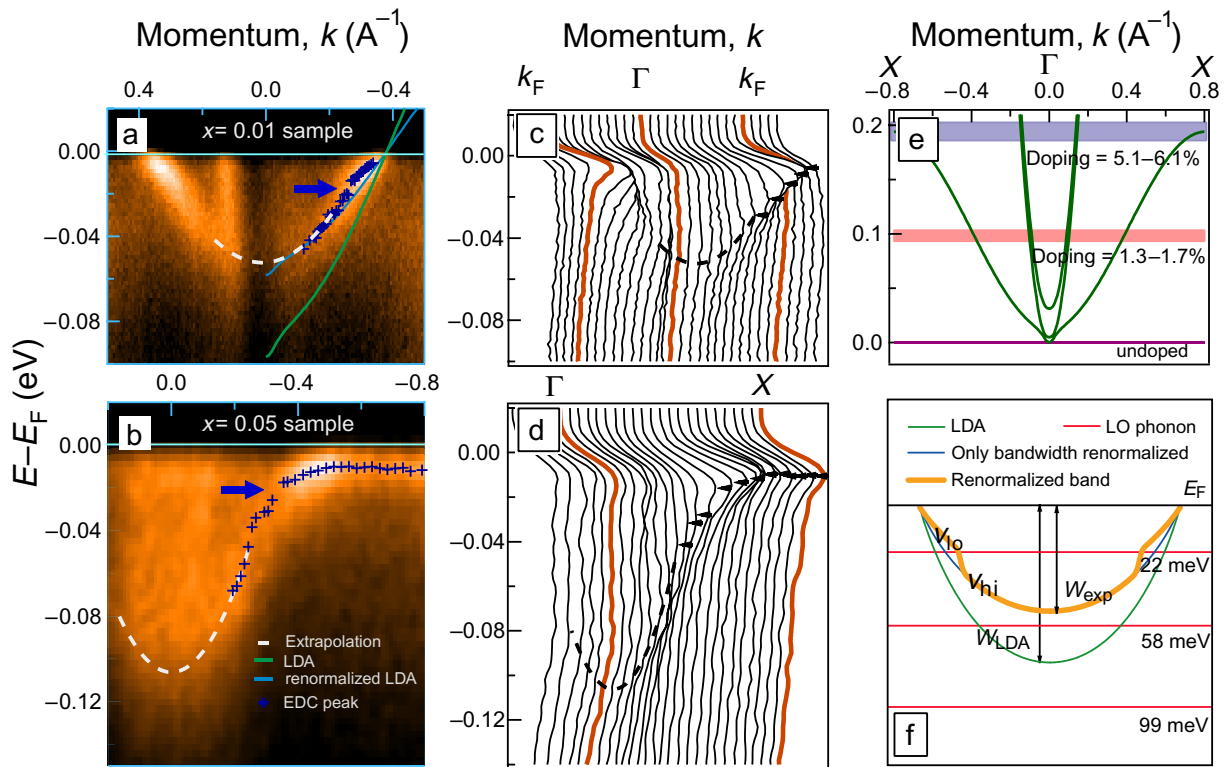 Momentum, k (A⁻¹)
0.4 0.0 −0.4
a
x= 0.01 sample
0.00
−0.04
−0.08
E–E_F (eV)
0.0 −0.4 −0.8
b
x= 0.05 sample
0.00
−0.04
−0.08
−0.12
Extrapolation
LDA
renormalized LDA
EDC peak
Momentum, k
k_F Γ k_F
c
0.00
−0.04
−0.08
Γ X
d
0.00
−0.04
−0.08
−0.12
Momentum, k (A⁻¹)
X Γ X
−0.8 −0.4 0.0 0.4 0.8
0.2
e
Doping = 5.1–6.1%
0.1
Doping = 1.3–1.7%
0.0
undoped
LDA LO phonon
Only bandwidth renormalized
Renormalized band
E_F
V_lo
22 meV
V_hi
W_exp
58 meV
W_LDA
99 meV
f